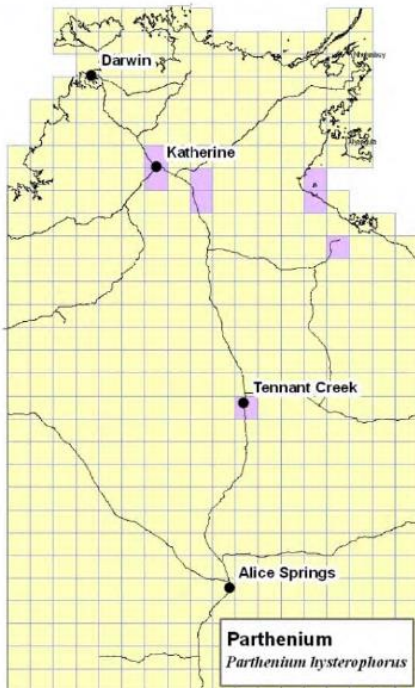 Darwin
Katherine
Tennant Creek
Alice Springs
Parthenium
Parthenium hysterophorus